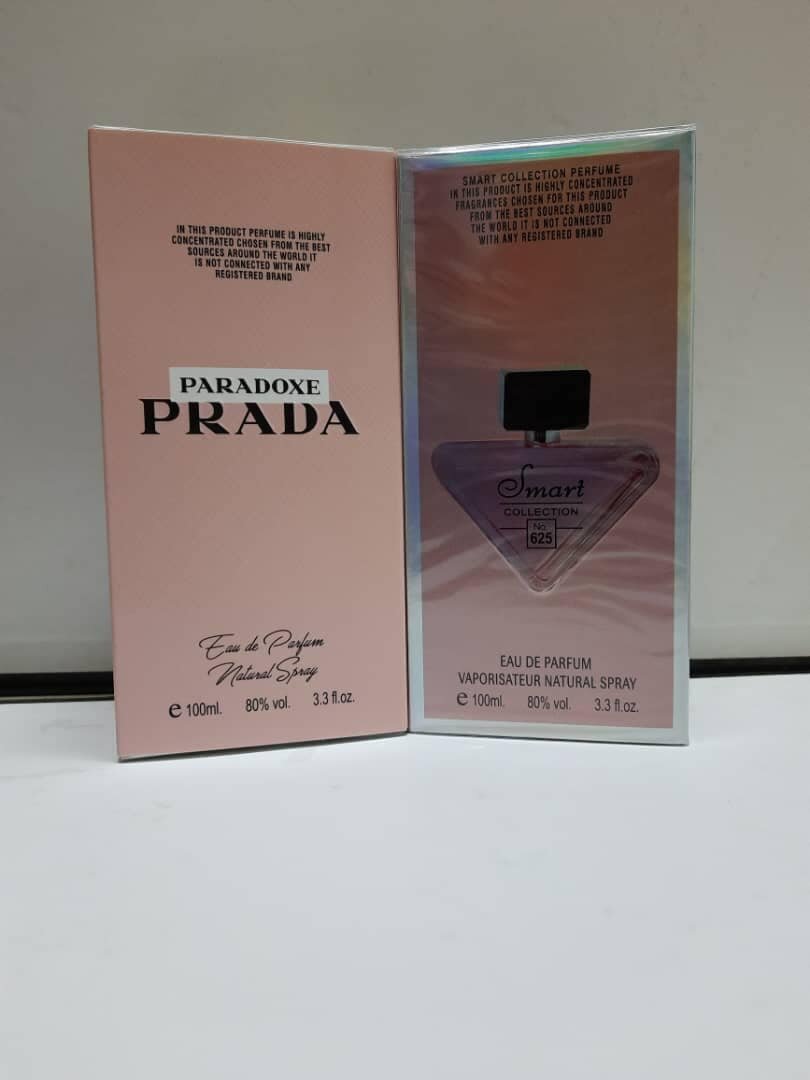 IN THIS PRODUCT PERFUME IS HIGHLY
CONCENTRATED CHOSEN FROM THE BEST
SOURCES AROUND THE WORLD IT
IS NOT CONNECTED WITH ANY
REGISTERED BRAND
PARADOXE
PRADA
Eau de Parfum
Natural Spray
e 100ml. 80% vol. 3.3 fl.oz.
SMART COLLECTION PERFUME
IN THIS PRODUCT IS HIGHLY CONCENTRATED
FRAGRANCES CHOSEN FOR THIS PRODUCT
FROM THE BEST SOURCES AROUND
THE WORLD IT IS NOT CONNECTED
WITH ANY REGISTERED BRAND
Smart
COLLECTION
No.
625
EAU DE PARFUM
VAPORISATEUR NATURAL SPRAY
e 100ml. 80% vol. 3.3 fl.oz.